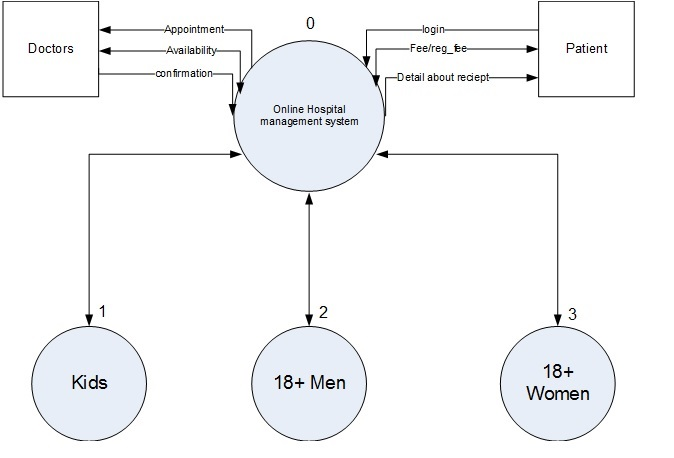 0
Doctors
Appointment
Availability
confirmation
login
Fee/reg_fee
Detail about reciept
Patient
Online Hospital
management system
1
2
3
Kids
18+ Men
18+
Women